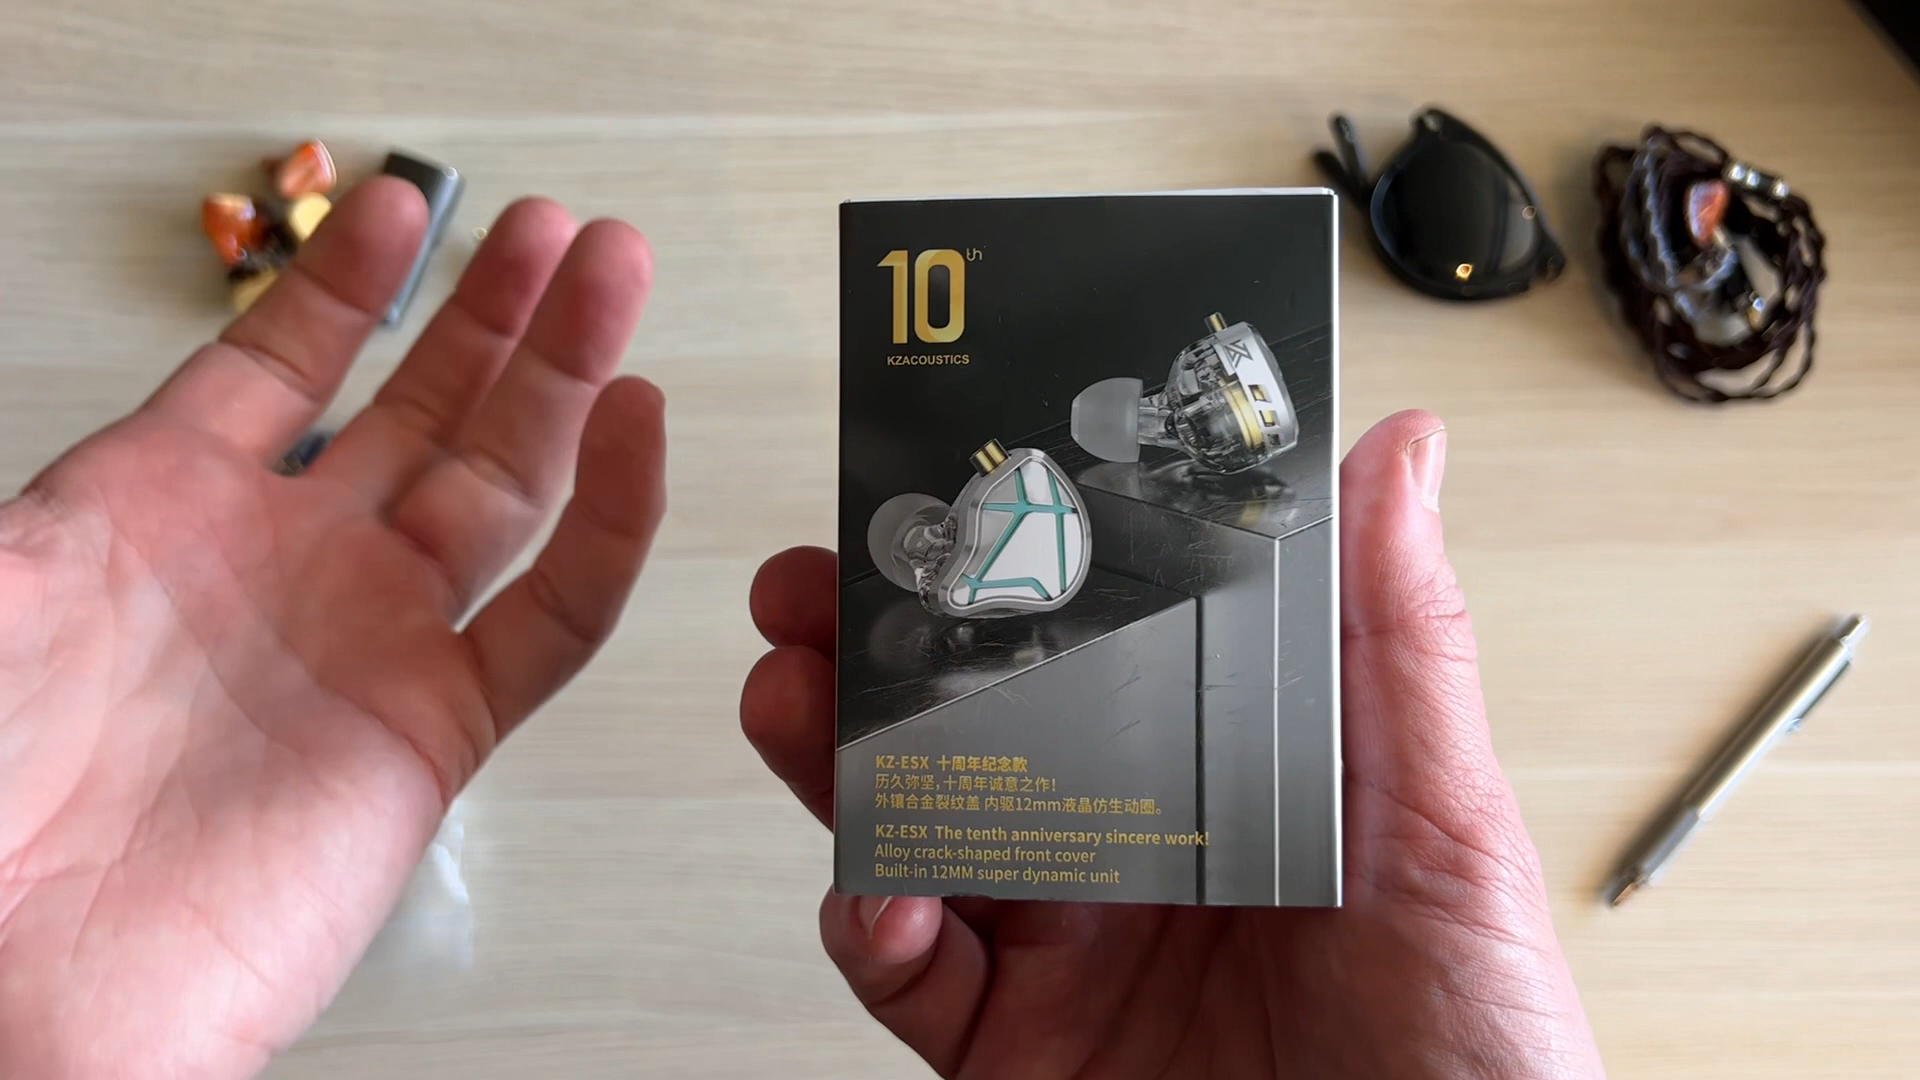 10th
KZACOUSTICS
KZ
KZ-ESX 十周年纪念款
历久弥坚,十周年诚意之作!
外镶合金裂纹盖 内驱12mm液晶仿生动圈。
KZ-ESX The tenth anniversary sincere work!
Alloy crack-shaped front cover
Built-in 12MM super dynamic unit